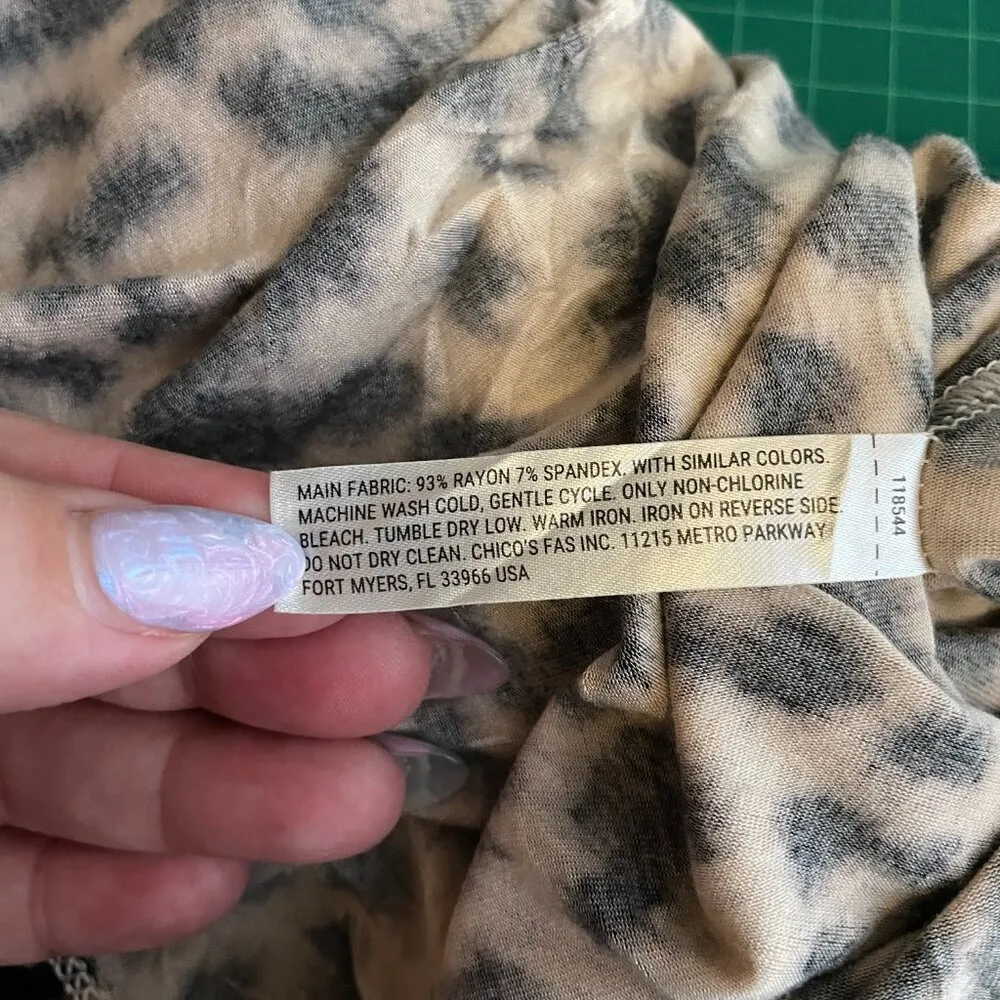 MAIN FABRIC: 93% RAYON 7% SPANDEX. WITH SIMILAR COLORS.
MACHINE WASH COLD, GENTLE CYCLE. ONLY NON-CHLORINE
BLEACH. TUMBLE DRY LOW. WARM IRON. IRON ON REVERSE SIDE.
DO NOT DRY CLEAN. CHICO'S FAS INC. 11215 METRO PARKWAY
FORT MYERS, FL 33966 USA
118544